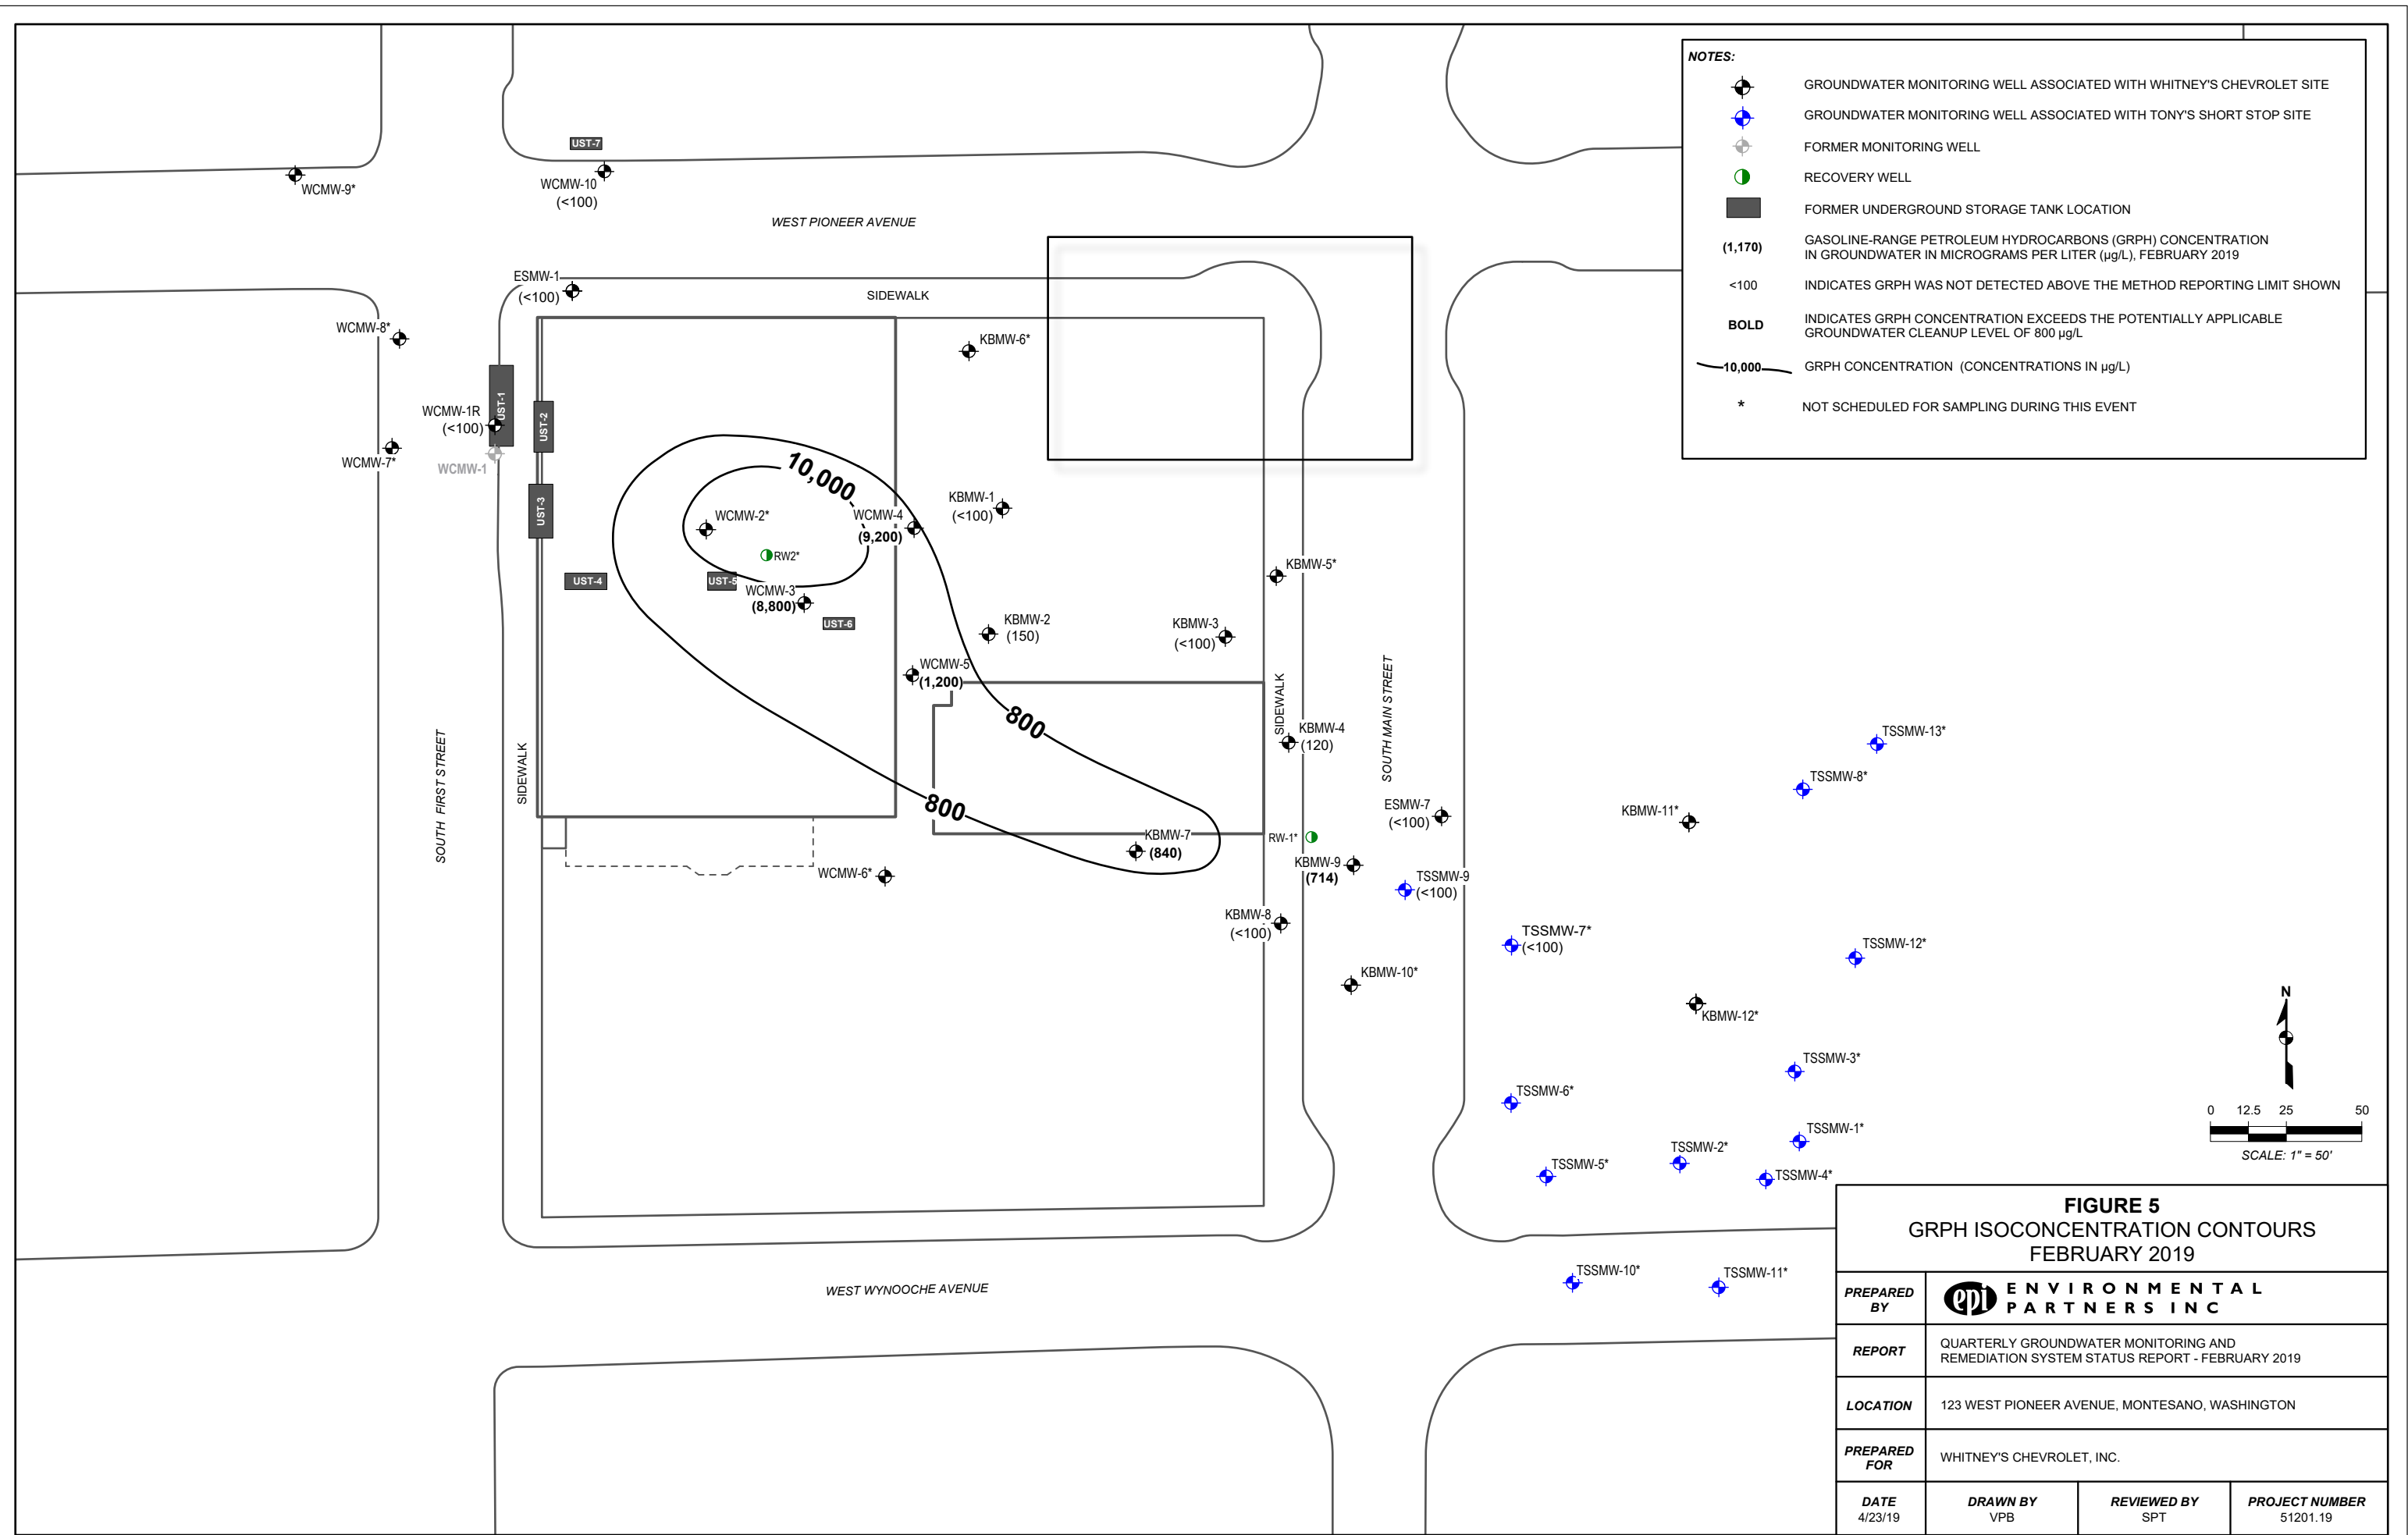 NOTES:
GROUNDWATER MONITORING WELL ASSOCIATED WITH WHITNEY'S CHEVROLET SITE
GROUNDWATER MONITORING WELL ASSOCIATED WITH TONY'S SHORT STOP SITE
FORMER MONITORING WELL
RECOVERY WELL
FORMER UNDERGROUND STORAGE TANK LOCATION
(1,170) GASOLINE-RANGE PETROLEUM HYDROCARBONS (GRPH) CONCENTRATION
IN GROUNDWATER IN MICROGRAMS PER LITER (µg/L), FEBRUARY 2019
<100 INDICATES GRPH WAS NOT DETECTED ABOVE THE METHOD REPORTING LIMIT SHOWN
BOLD INDICATES GRPH CONCENTRATION EXCEEDS THE POTENTIALLY APPLICABLE
GROUNDWATER CLEANUP LEVEL OF 800 µg/L
10,000 GRPH CONCENTRATION (CONCENTRATIONS IN µg/L)
* NOT SCHEDULED FOR SAMPLING DURING THIS EVENT
UST-7
WCMW-9*
WCMW-10
(<100)
WEST PIONEER AVENUE
ESMW-1
(<100)
SIDEWALK
WCMW-8*
KBMW-6*
UST-1
WCMW-1R
(<100)
UST-2
WCMW-7*
WCMW-1
10,000
UST-3
WCMW-2*
WCMW-4
(9,200)
KBMW-1
(<100)
RW2*
KBMW-5*
UST-4
UST-5
WCMW-3
(8,800)
UST-6
KBMW-2
(150)
KBMW-3
(<100)
WCMW-5
(1,200)
800
SIDEWALK
KBMW-4
(120)
SOUTH MAIN STREET
SOUTH FIRST STREET
SIDEWALK
TSSMW-13*
TSSMW-8*
800
ESMW-7
(<100)
KBMW-11*
KBMW-7
(840)
RW-1*
KBMW-9
(714)
WCMW-6*
TSSMW-9
(<100)
KBMW-8
(<100)
TSSMW-7*
(<100)
TSSMW-12*
KBMW-10*
KBMW-12*
TSSMW-3*
TSSMW-6*
TSSMW-1*
TSSMW-2*
TSSMW-5*
TSSMW-4*
TSSMW-10*
TSSMW-11*
WEST WYNOOCHE AVENUE
N
0 12.5 25 50
SCALE: 1" = 50'
FIGURE 5
GRPH ISOCONCENTRATION CONTOURS
FEBRUARY 2019
PREPARED
BY
epi ENVIRONMENTAL
PARTNERS INC
REPORT
QUARTERLY GROUNDWATER MONITORING AND
REMEDIATION SYSTEM STATUS REPORT - FEBRUARY 2019
LOCATION
123 WEST PIONEER AVENUE, MONTESANO, WASHINGTON
PREPARED
FOR
WHITNEY'S CHEVROLET, INC.
DATE
4/23/19
DRAWN BY
VPB
REVIEWED BY
SPT
PROJECT NUMBER
51201.19